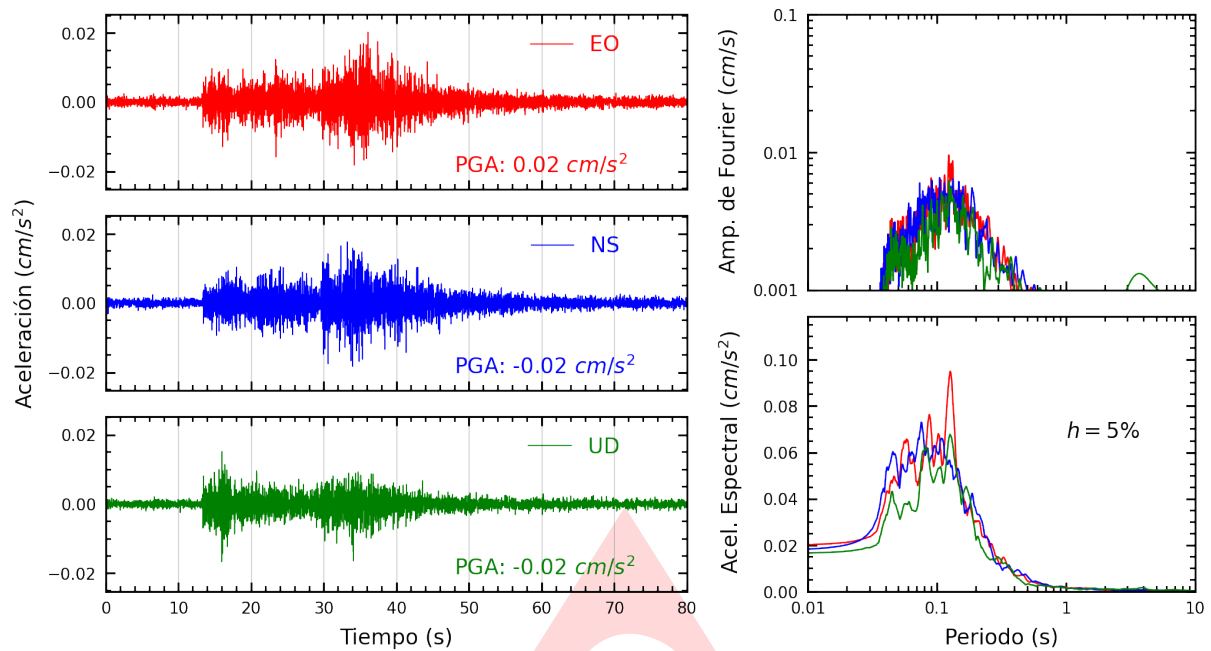 Aceleración (cm/s²)
0.02
0.00
−0.02
EO
PGA: 0.02 cm/s²
0.02
0.00
−0.02
NS
PGA: -0.02 cm/s²
0.02
0.00
−0.02
UD
PGA: -0.02 cm/s²
0 10 20 30 40 50 60 70 80
Tiempo (s)
Amp. de Fourier (cm/s)
0.1
0.01
0.001
Acel. Espectral (cm/s²)
0.10
0.08
0.06
0.04
0.02
0.00
h = 5%
0.01 0.1 1 10
Periodo (s)